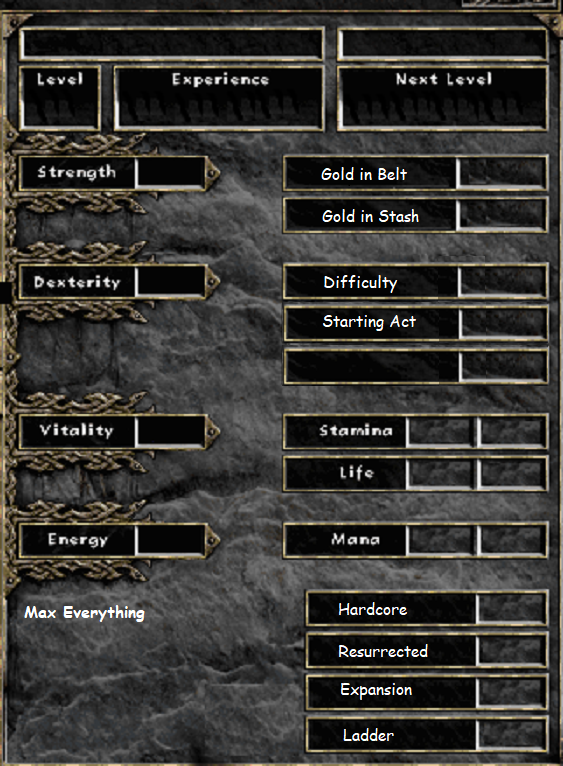 Level
Experience
Next Level
Strength
Gold in Belt
Gold in Stash
Dexterity
Difficulty
Starting Act
Vitality
Stamina
Life
Energy
Mana
Max Everything
Hardcore
Resurrected
Expansion
Ladder